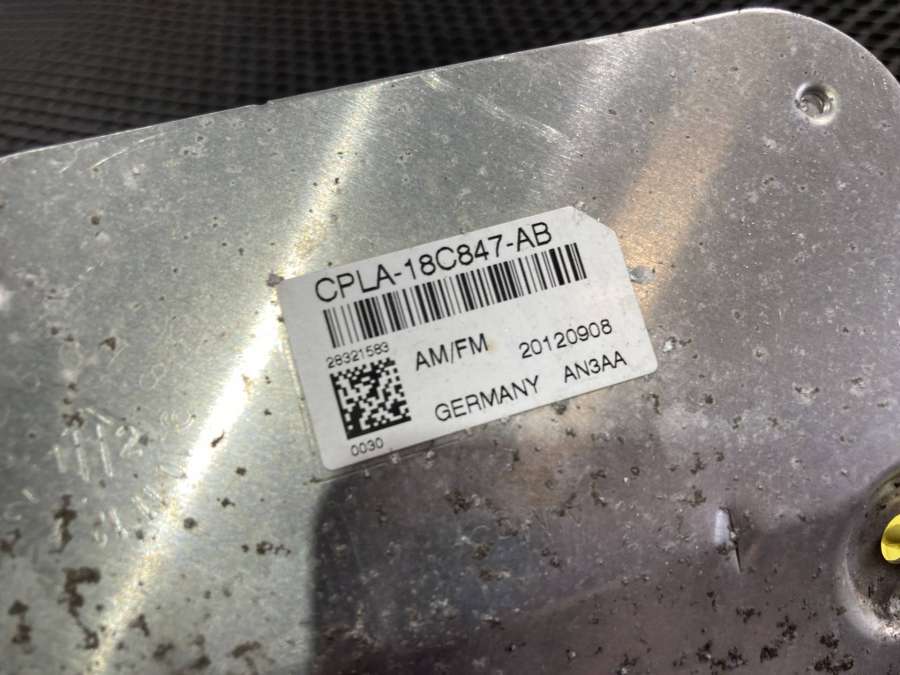 CPLA-18C847-AB
28321583
AM/FM 20120908
GERMANY AN3AA
0030